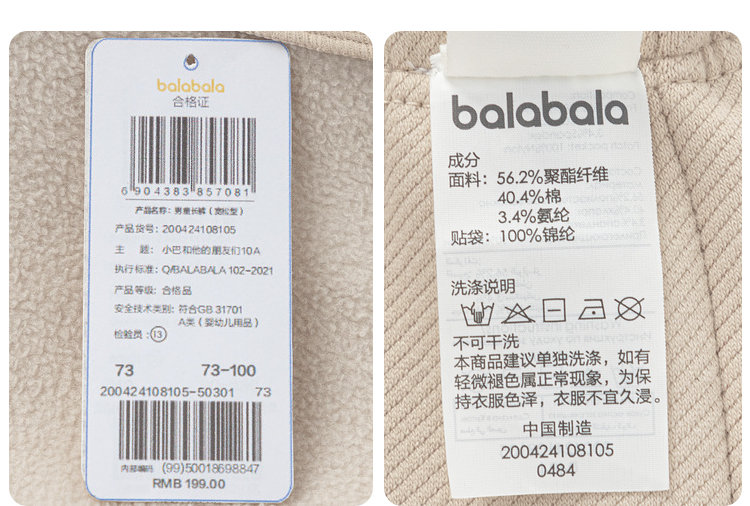 balabala
合格证
6 904383 857081
产品名称：男童长裤（宽松型）
产品货号：200424108105
主　题：小巴和他的朋友们10A
执行标准：Q/BALABALA 102-2021
产品等级：合格品
安全技术类别：符合GB 31701
A类（婴幼儿用品）
检验员：⑬
73 73-100
200424108105-50301 73
内部编码 (99)50018698847
RMB 199.00
balabala
成分
面料：56.2%聚酯纤维
40.4%棉
3.4%氨纶
贴袋：100%锦纶
洗涤说明
不可干洗
本商品建议单独洗涤，如有
轻微褪色属正常现象，为保
持衣服色泽，衣服不宜久浸。
中国制造
200424108105
0484